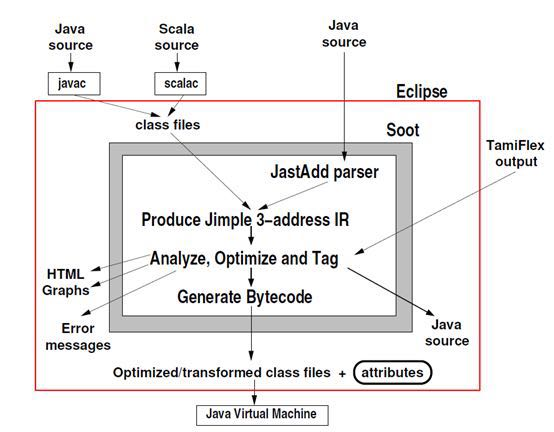 Java
source
Scala
source
Java
source
javac
scalac
Eclipse
class files
Soot
TamiFlex
output
JastAdd parser
Produce Jimple 3-address IR
Analyze, Optimize and Tag
HTML
Graphs
Generate Bytecode
Error
messages
Java
source
Optimized/transformed class files + attributes
Java Virtual Machine